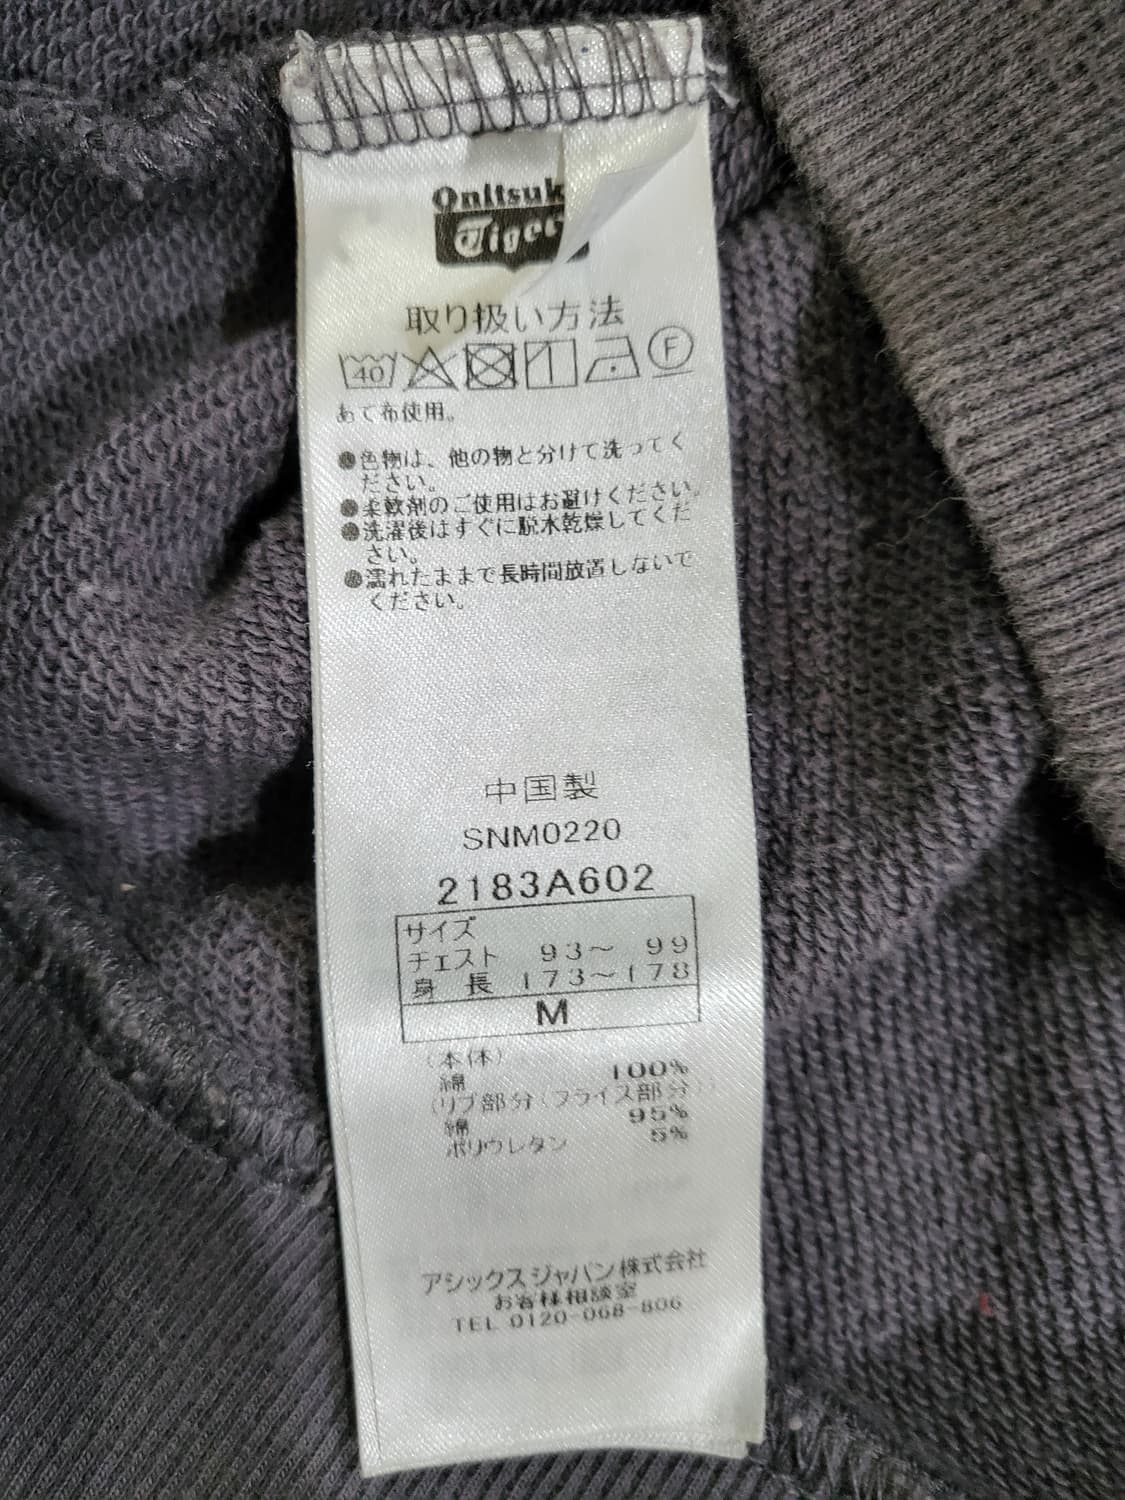 Onitsuk
Tiger
取り扱い方法
40 F
あて布使用。
●色物は、他の物と分けて洗ってく
ださい。
●柔軟剤のご使用はお避けください。
●洗濯後はすぐに脱水乾燥してくだ
さい。
●濡れたままで長時間放置しないで
ください。
中国製
SNM0220
2183A602
サイズ
チェスト 93～ 99
身 長 173～178
M
(本体)
綿 100%
(リブ部分(フライス部分))
綿 95%
ポリウレタン 5%
アシックスジャパン株式会社
お客様相談室
TEL 0120-068-806